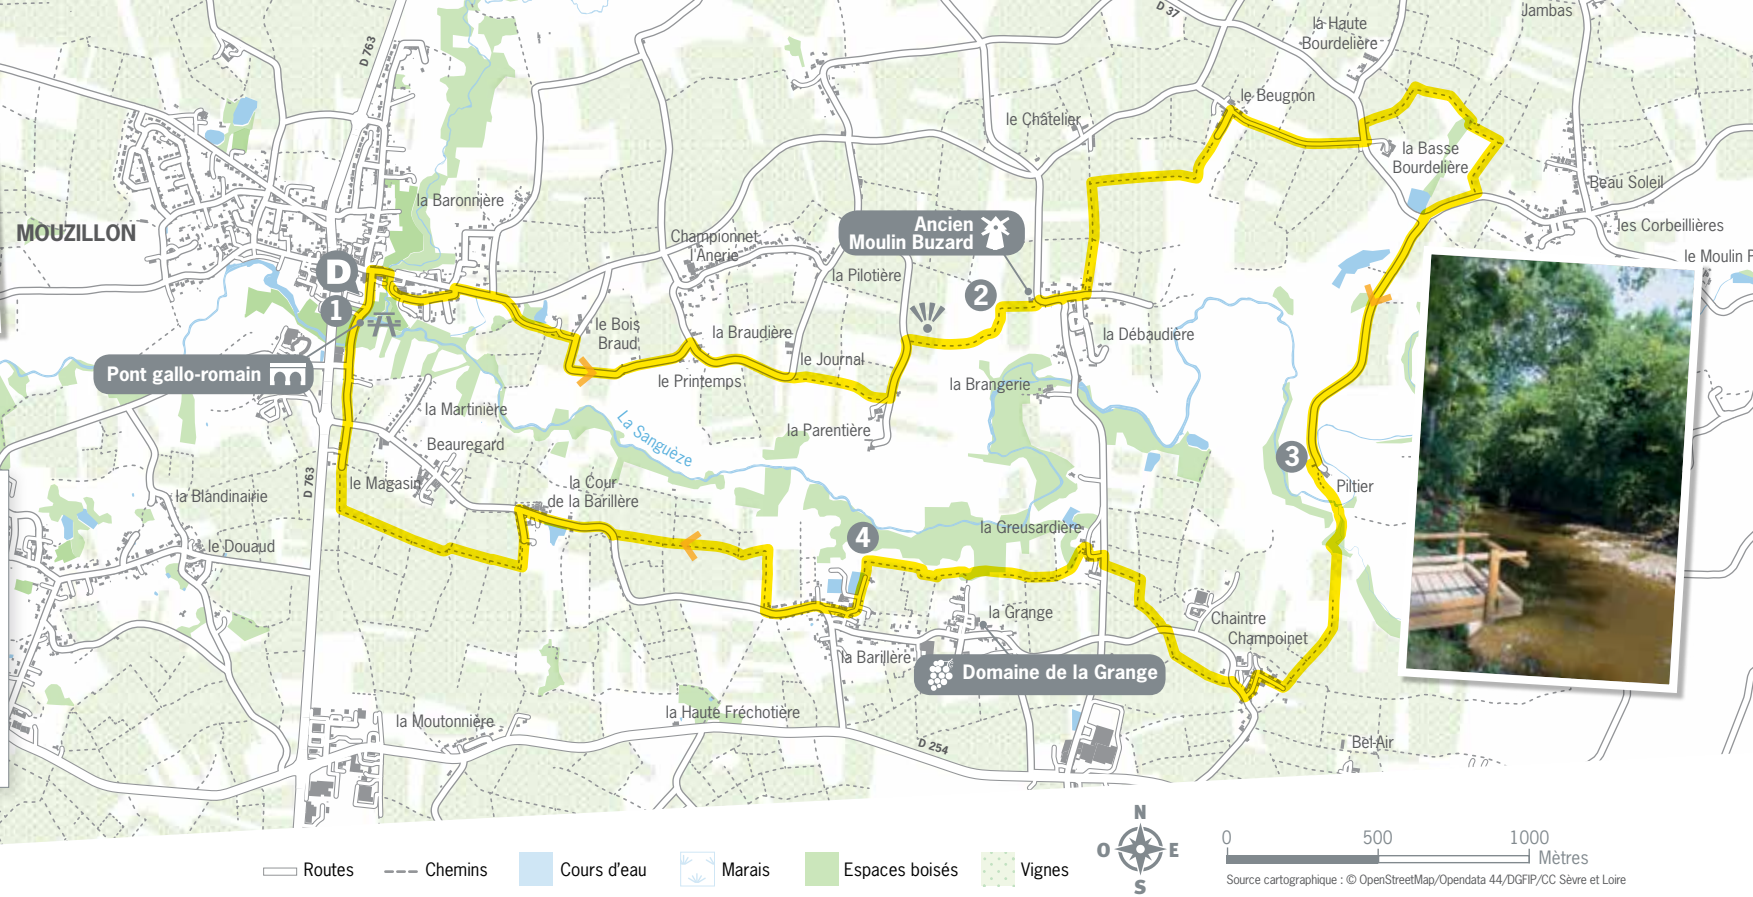 D 37
la Haute
Bourdelière
Jambas
D 763
le Beugnon
le Châtelier
la Basse
Bourdelière
Beau Soleil
la Baronnière
MOUZILLON
Ancien
Moulin Buzard
les Corbeillières
le Moulin
Championnet
l'Anerie
la Pilotière
D
1
2
le Bois
Braud
la Braudière
la Débaudière
Pont gallo-romain
le Journal
le Printemps
la Brangerie
la Martinière
La Sanguèze
la Parentière
Beauregard
3
D 763
le Magasin
la Cour
de la Barillère
Piltier
la Blandinairie
4
la Greusardière
le Douaud
la Grange
Chaintre
Champoinet
la Barillère
Domaine de la Grange
la Moutonnière
la Haute Fréchotière
D 254
Bel-Air
N
O
E
S
0
500
1000
Mètres
Routes
Chemins
Cours d'eau
Marais
Espaces boisés
Vignes
Source cartographique : © OpenStreetMap/Opendata 44/DGFIP/CC Sèvre et Loire